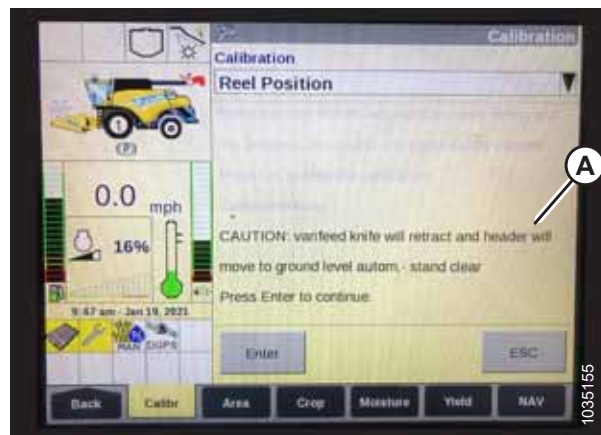 Calibration
Calibration
Reel Position
A
CAUTION: varifeed knife will retract and header will
move to ground level autom.- stand clear
Press Enter to continue.
1
(P)
0.0 mph
16%
9:47 am - Jan 19, 2021
MAN DGPS
Enter
ESC
Back
Calibr
Area
Crop
Moisture
Yield
NAV
1035155